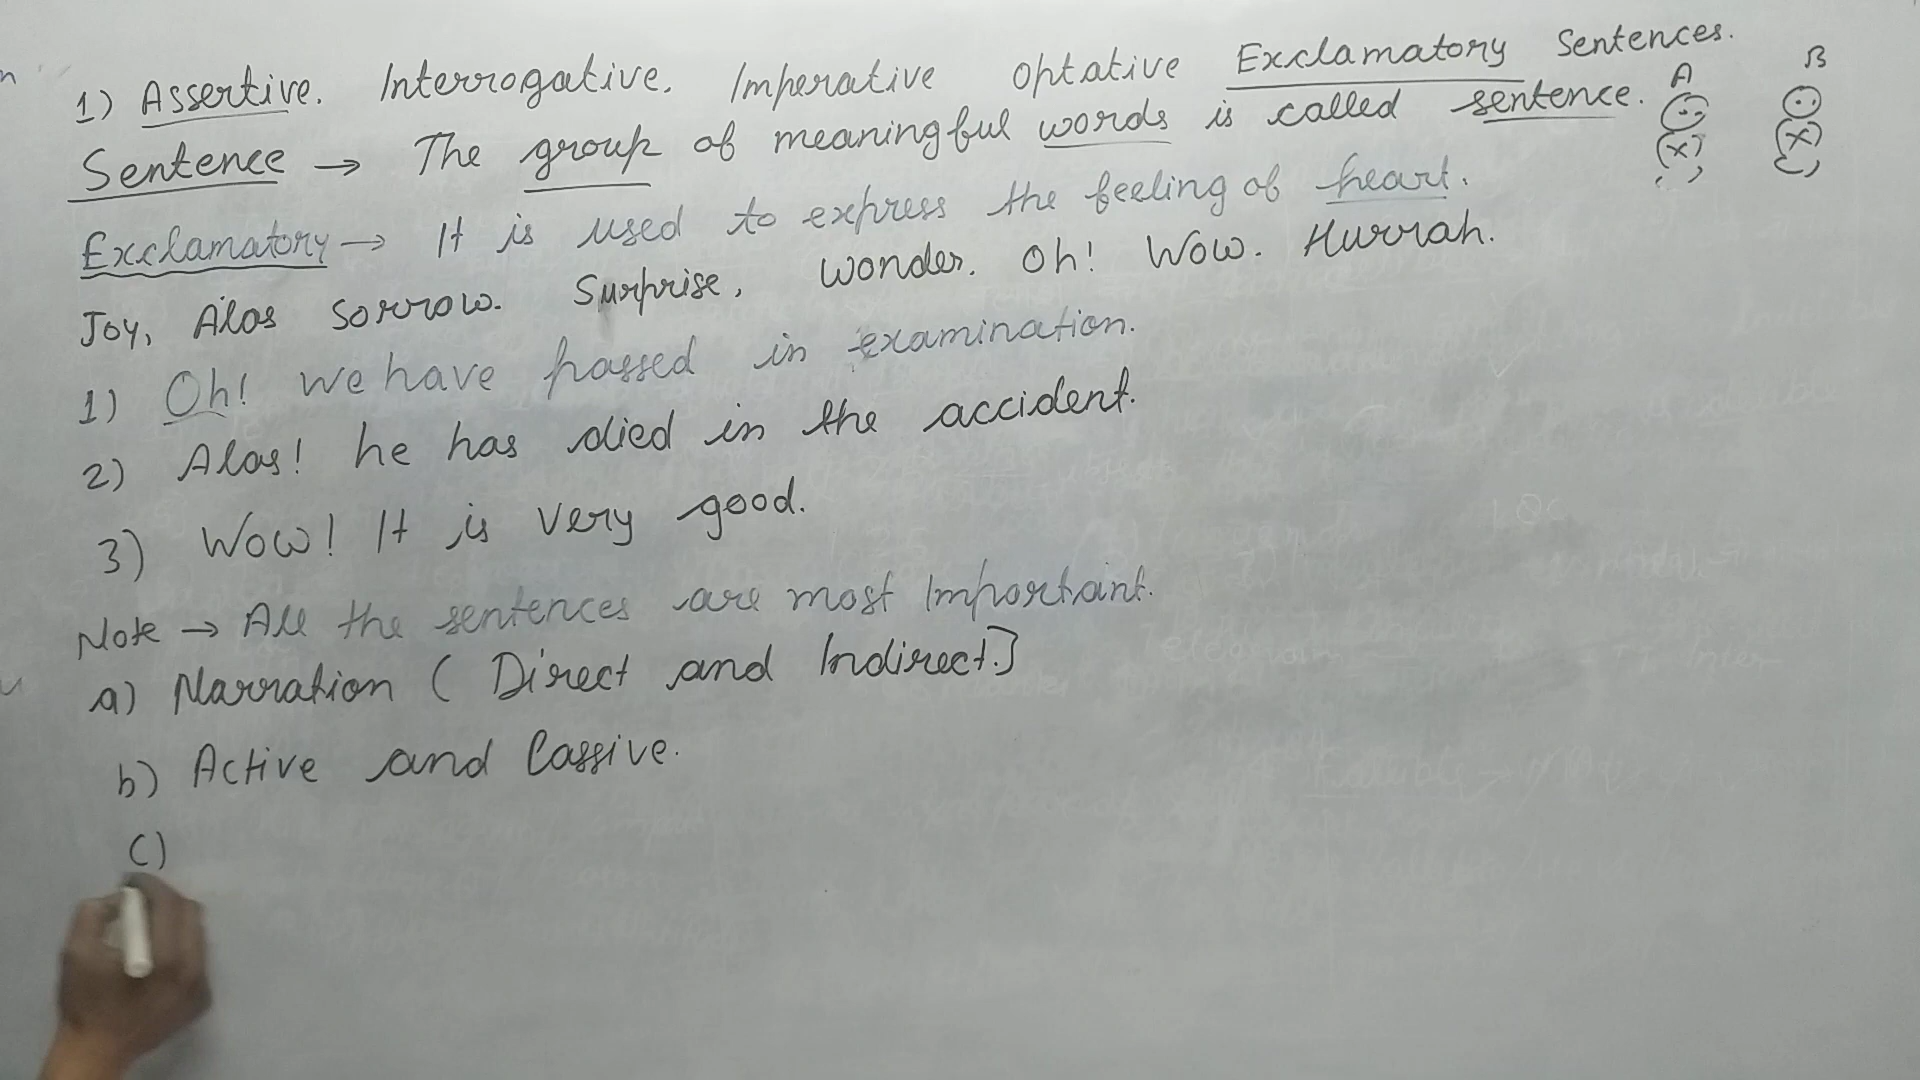 1) Assertive. Interrogative. Imperative Optative Exclamatory Sentences.
A B
Sentence → The group of meaningful words is called sentence.
Exclamatory → It is used to express the feeling of heart.
Joy, Alas Sorrow. Surprise, Wonder. Oh! Wow. Hurrah.
1) Oh! we have passed in examination.
2) Alas! he has died in the accident.
3) Wow! It is very good.
Note → All the sentences are most Important.
a) Narration ( Direct and Indirect.]
b) Active and Passive.
C)